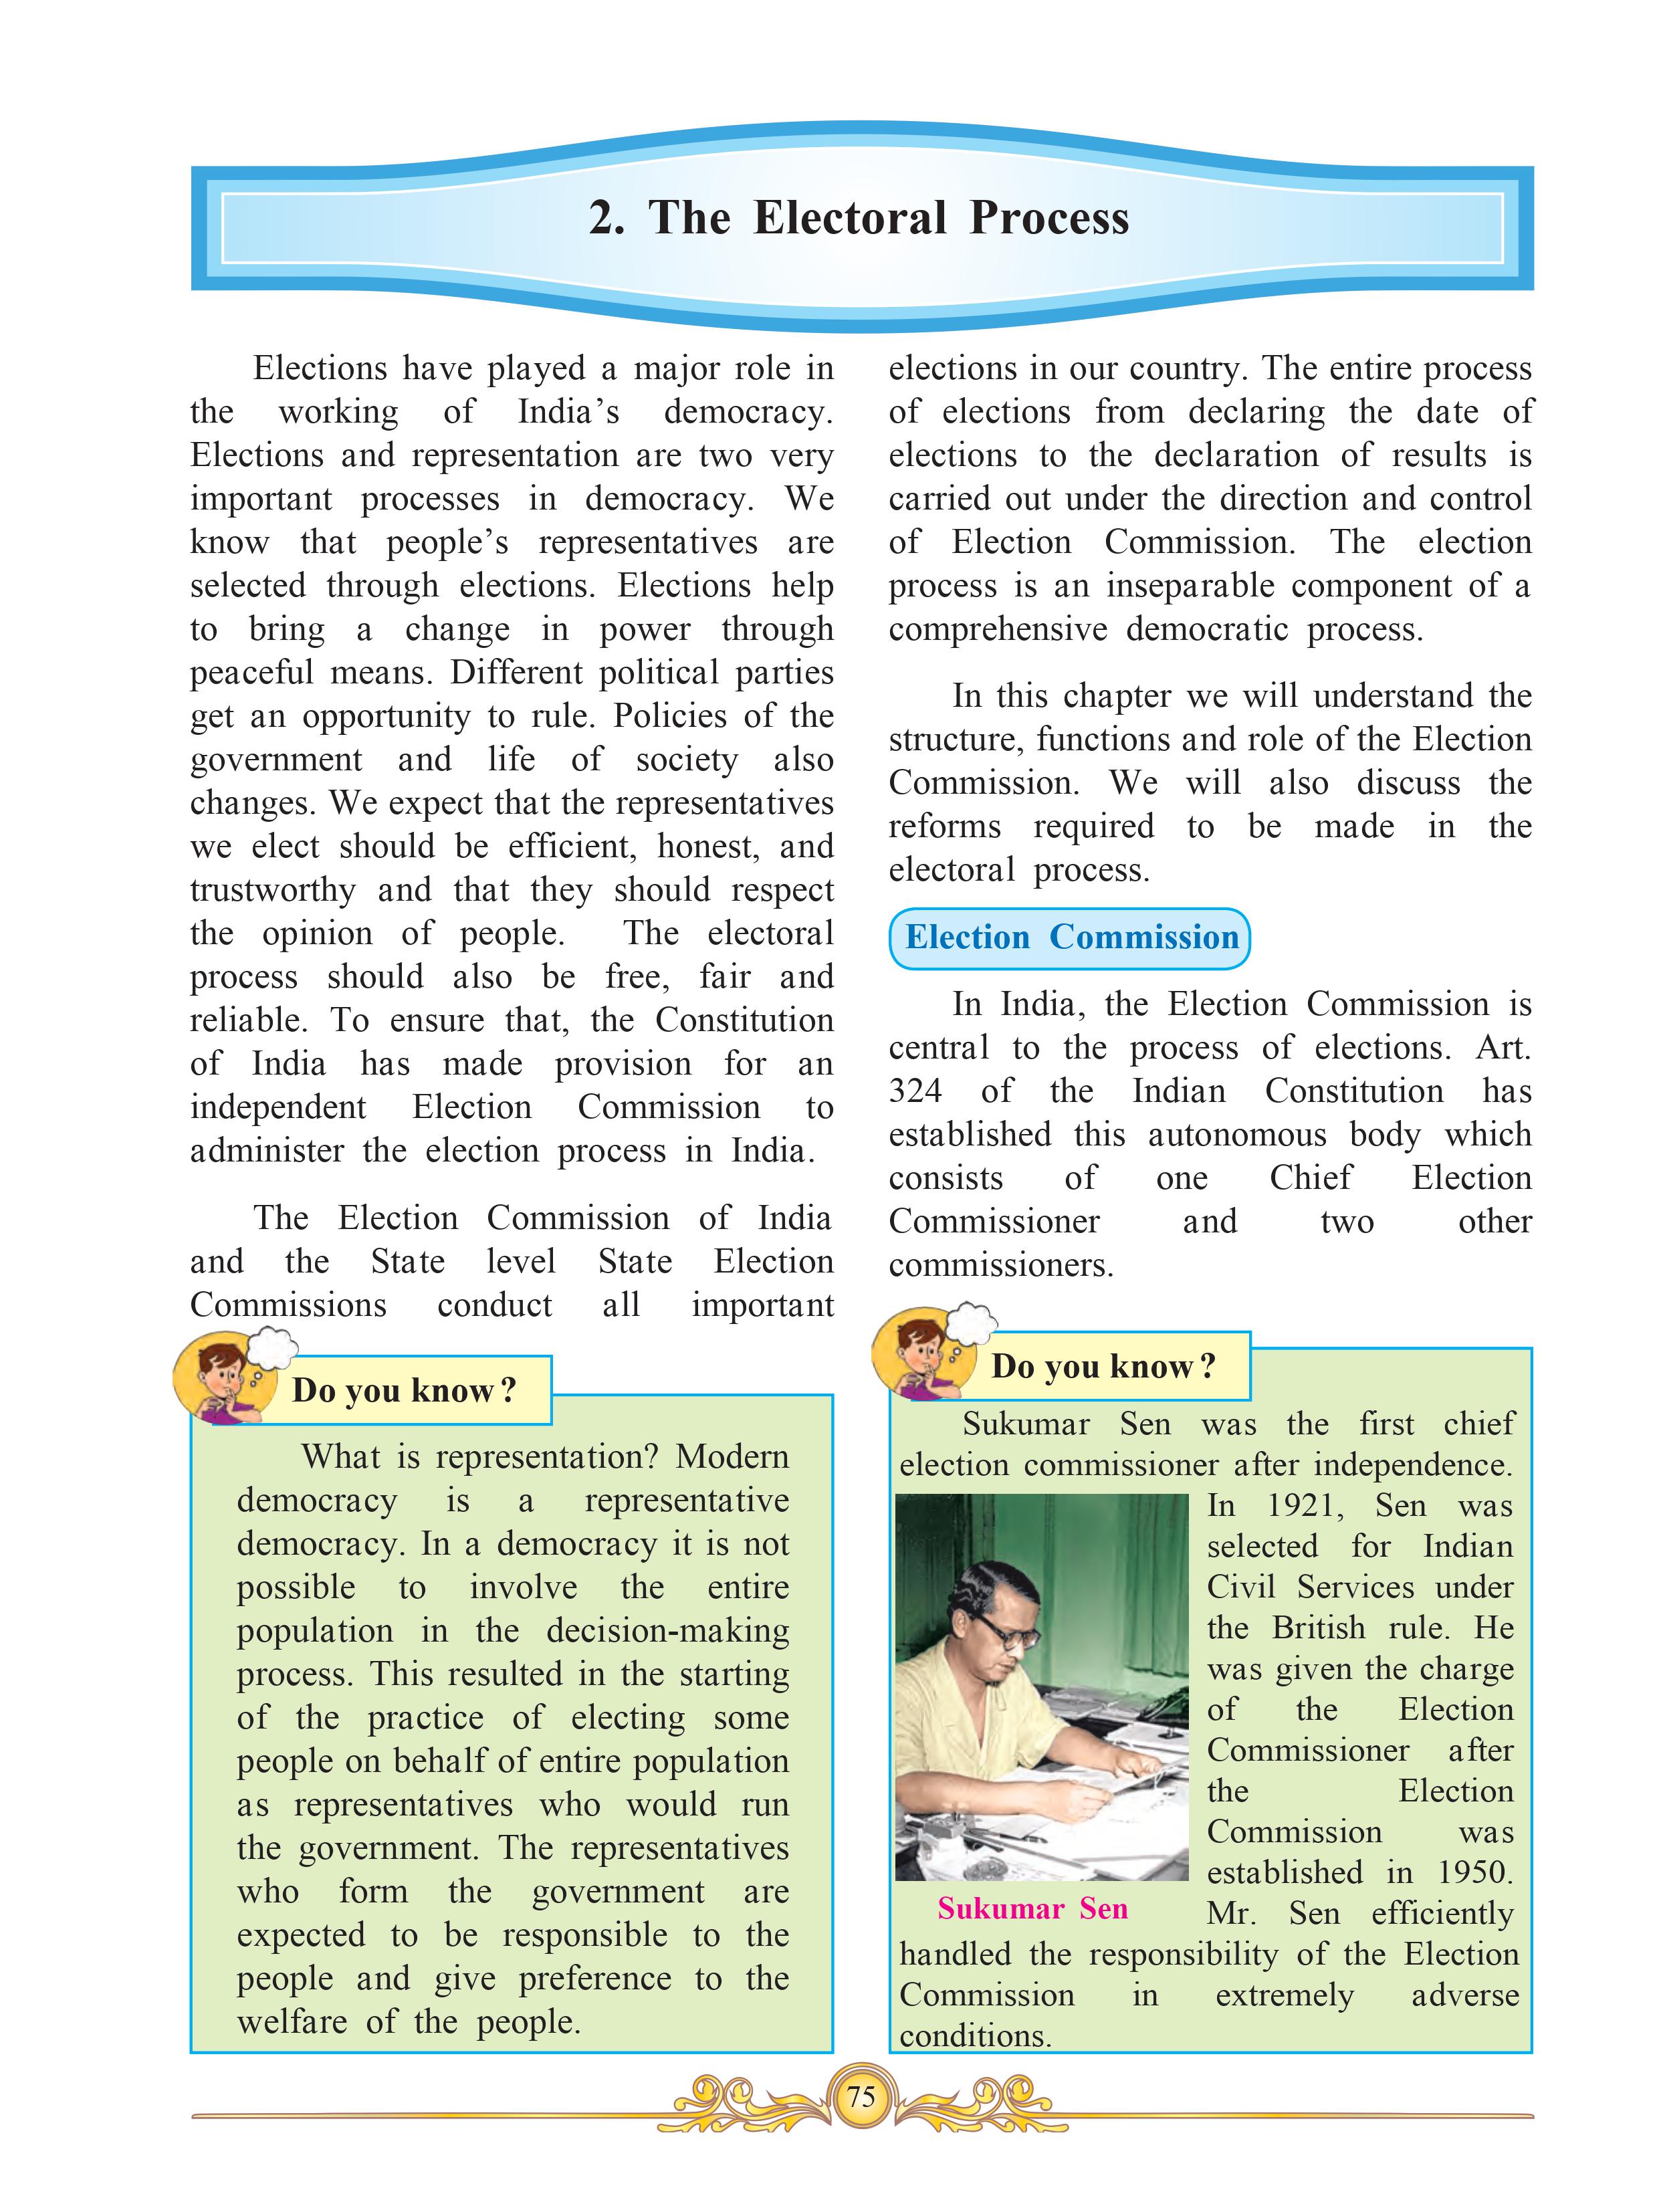 2. The Electoral Process
Elections have played a major role in
the working of India's democracy.
Elections and representation are two very
important processes in democracy. We
know that people's representatives are
selected through elections. Elections help
to bring a change in power through
peaceful means. Different political parties
get an opportunity to rule. Policies of the
government and life of society also
changes. We expect that the representatives
we elect should be efficient, honest, and
trustworthy and that they should respect
the opinion of people. The electoral
process should also be free, fair and
reliable. To ensure that, the Constitution
of India has made provision for an
independent Election Commission to
administer the election process in India.
The Election Commission of India
and the State level State Election
Commissions conduct all important
Do you know?
What is representation? Modern
democracy is a representative
democracy. In a democracy it is not
possible to involve the entire
population in the decision-making
process. This resulted in the starting
of the practice of electing some
people on behalf of entire population
as representatives who would run
the government. The representatives
who form the government are
expected to be responsible to the
people and give preference to the
welfare of the people.
elections in our country. The entire process
of elections from declaring the date of
elections to the declaration of results is
carried out under the direction and control
of Election Commission. The election
process is an inseparable component of a
comprehensive democratic process.
In this chapter we will understand the
structure, functions and role of the Election
Commission. We will also discuss the
reforms required to be made in the
electoral process.
Election Commission
In India, the Election Commission is
central to the process of elections. Art.
324 of the Indian Constitution has
established this autonomous body which
consists of one Chief Election
Commissioner and two other
commissioners.
Do you know?
Sukumar Sen was the first chief
election commissioner after independence.
In 1921, Sen was
selected for Indian
Civil Services under
the British rule. He
was given the charge
of the Election
Commissioner after
the Election
Commission was
established in 1950.
Mr. Sen efficiently
handled the responsibility of the Election
Commission in extremely adverse
conditions.
Sukumar Sen
75